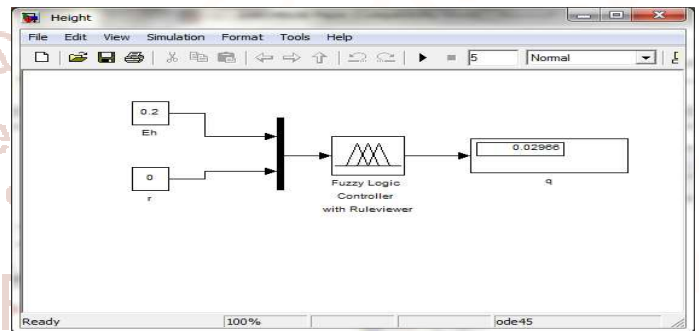 Height
File Edit View Simulation Format Tools Help
5 Normal
0.2
Eh
0
r
Fuzzy Logic
Controller
with Ruleviewer
0.02966
q
Ready 100% ode45